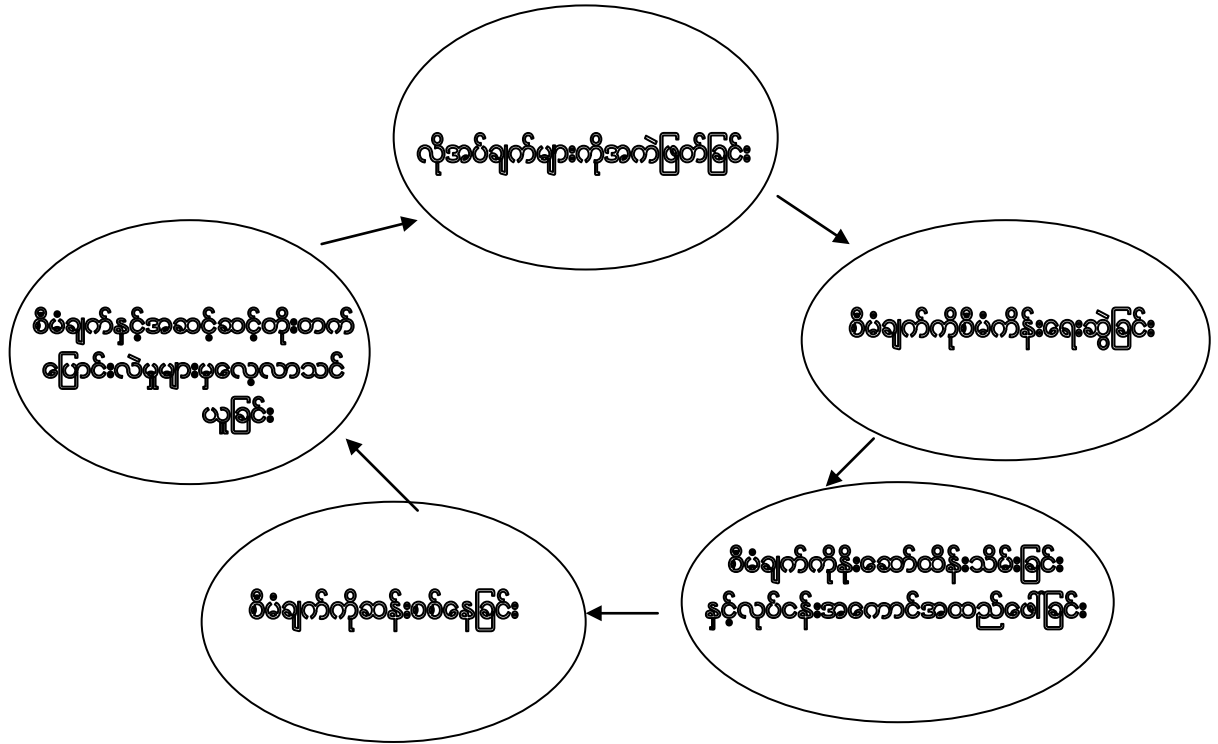 လိုအပ်ချက်များကိုအကဲဖြတ်ခြင်း
စီမံချက်ကိုစီမံကိန်းရေးဆွဲခြင်း
စီမံချက်ကိုနိုးဆော်ထိန်းသိမ်းခြင်း
နှင့်လုပ်ငန်းအကောင်အထည်ဖေါ်ခြင်း
စီမံချက်ကိုဆန်းစစ်နေခြင်း
စီမံချက်နှင့်အဆင့်ဆင့်တိုးတက်
ပြောင်းလဲမှုများမှလေ့လာသင်
ယူခြင်း